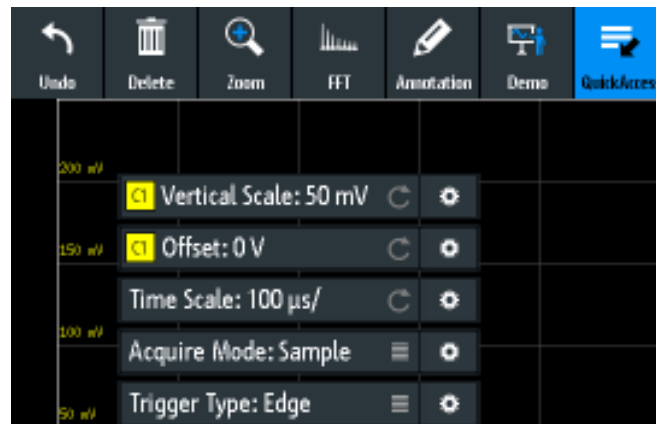 Undo Delete Zoom FFT Annotation Demo QuickAcces
200 mV
C1 Vertical Scale: 50 mV
150 mV
C1 Offset: 0 V
Time Scale: 100 µs/
100 mV
Acquire Mode: Sample
Trigger Type: Edge
50 mV